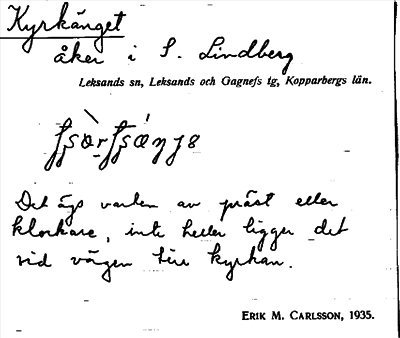 Kyrkänget
åker i S. Lindberg
Leksands sn, Leksands och Gagnefs tg, Kopparbergs län.
Det ägs varken av präst eller
klockare, inte heller ligger det
vid vägen till kyrkan.
ERIK M. CARLSSON, 1935.